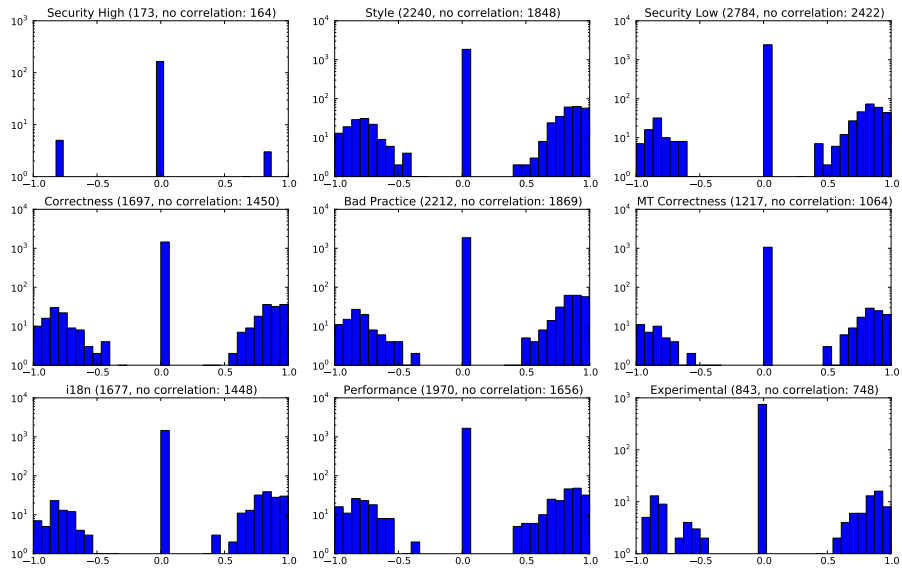 Security High (173, no correlation: 164)
10³
10²
10¹
10⁰
−1.0 −0.5 0.0 0.5 1.0
Style (2240, no correlation: 1848)
10⁴
10³
10²
10¹
10⁰
−1.0 −0.5 0.0 0.5 1.0
Security Low (2784, no correlation: 2422)
10⁴
10³
10²
10¹
10⁰
−1.0 −0.5 0.0 0.5 1.0
Correctness (1697, no correlation: 1450)
10⁴
10³
10²
10¹
10⁰
−1.0 −0.5 0.0 0.5 1.0
Bad Practice (2212, no correlation: 1869)
10⁴
10³
10²
10¹
10⁰
−1.0 −0.5 0.0 0.5 1.0
MT Correctness (1217, no correlation: 1064)
10⁴
10³
10²
10¹
10⁰
−1.0 −0.5 0.0 0.5 1.0
i18n (1677, no correlation: 1448)
10⁴
10³
10²
10¹
10⁰
−1.0 −0.5 0.0 0.5 1.0
Performance (1970, no correlation: 1656)
10⁴
10³
10²
10¹
10⁰
−1.0 −0.5 0.0 0.5 1.0
Experimental (843, no correlation: 748)
10³
10²
10¹
10⁰
−1.0 −0.5 0.0 0.5 1.0